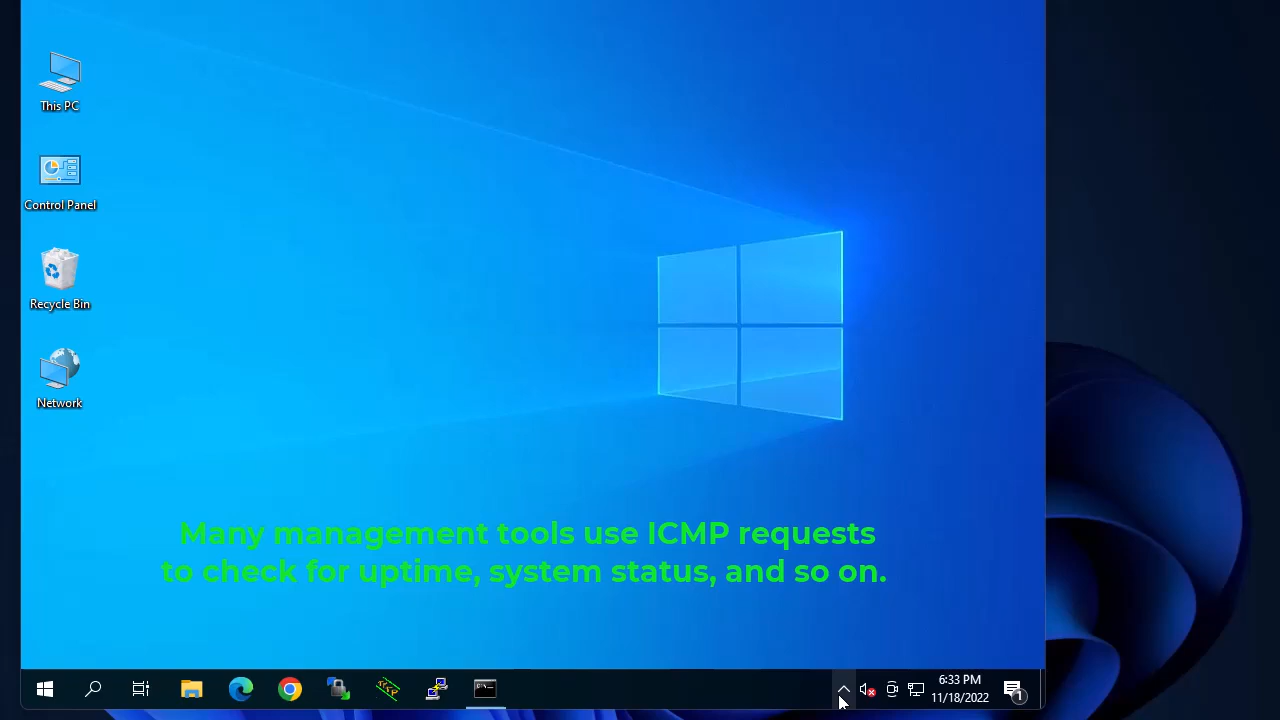 This PC
Control Panel
Recycle Bin
Network
Many management tools use ICMP requests
to check for uptime, system status, and so on.
6:33 PM
11/18/2022
1